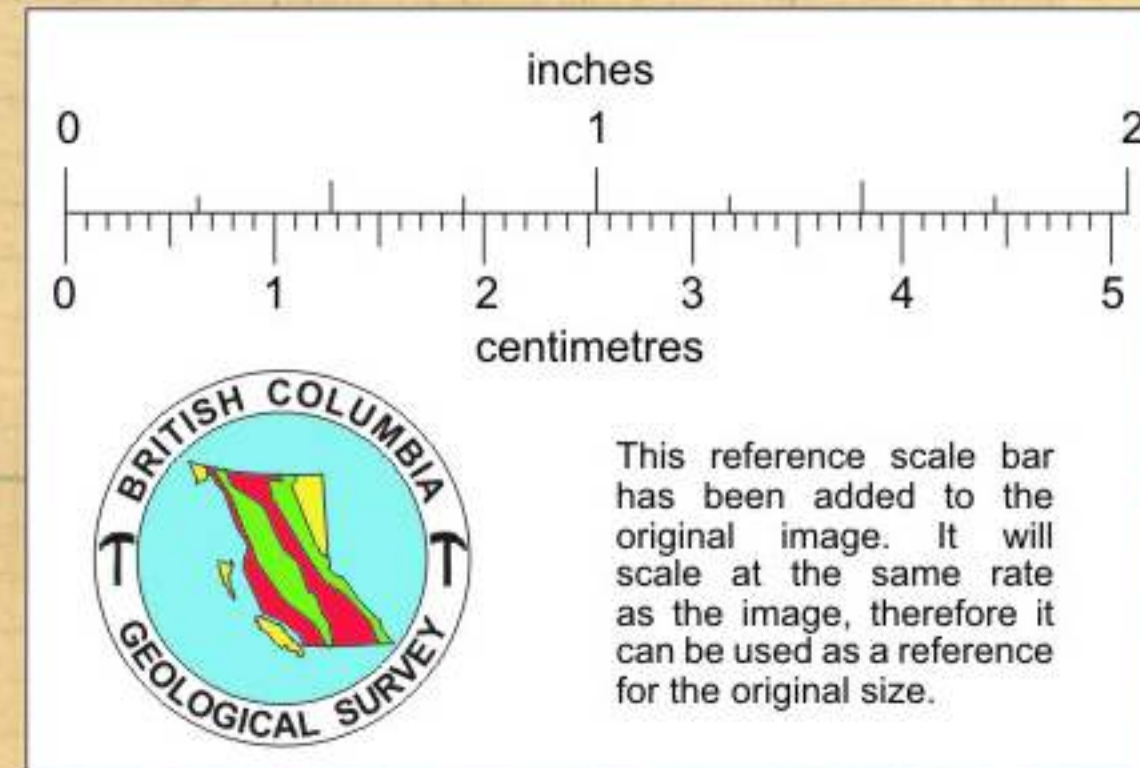 inches
0 1 2
0 1 2 3 4 5
centimetres
BRITISH COLUMBIA
GEOLOGICAL SURVEY
This reference scale bar
has been added to the
original image. It will
scale at the same rate
as the image, therefore it
can be used as a reference
for the original size.